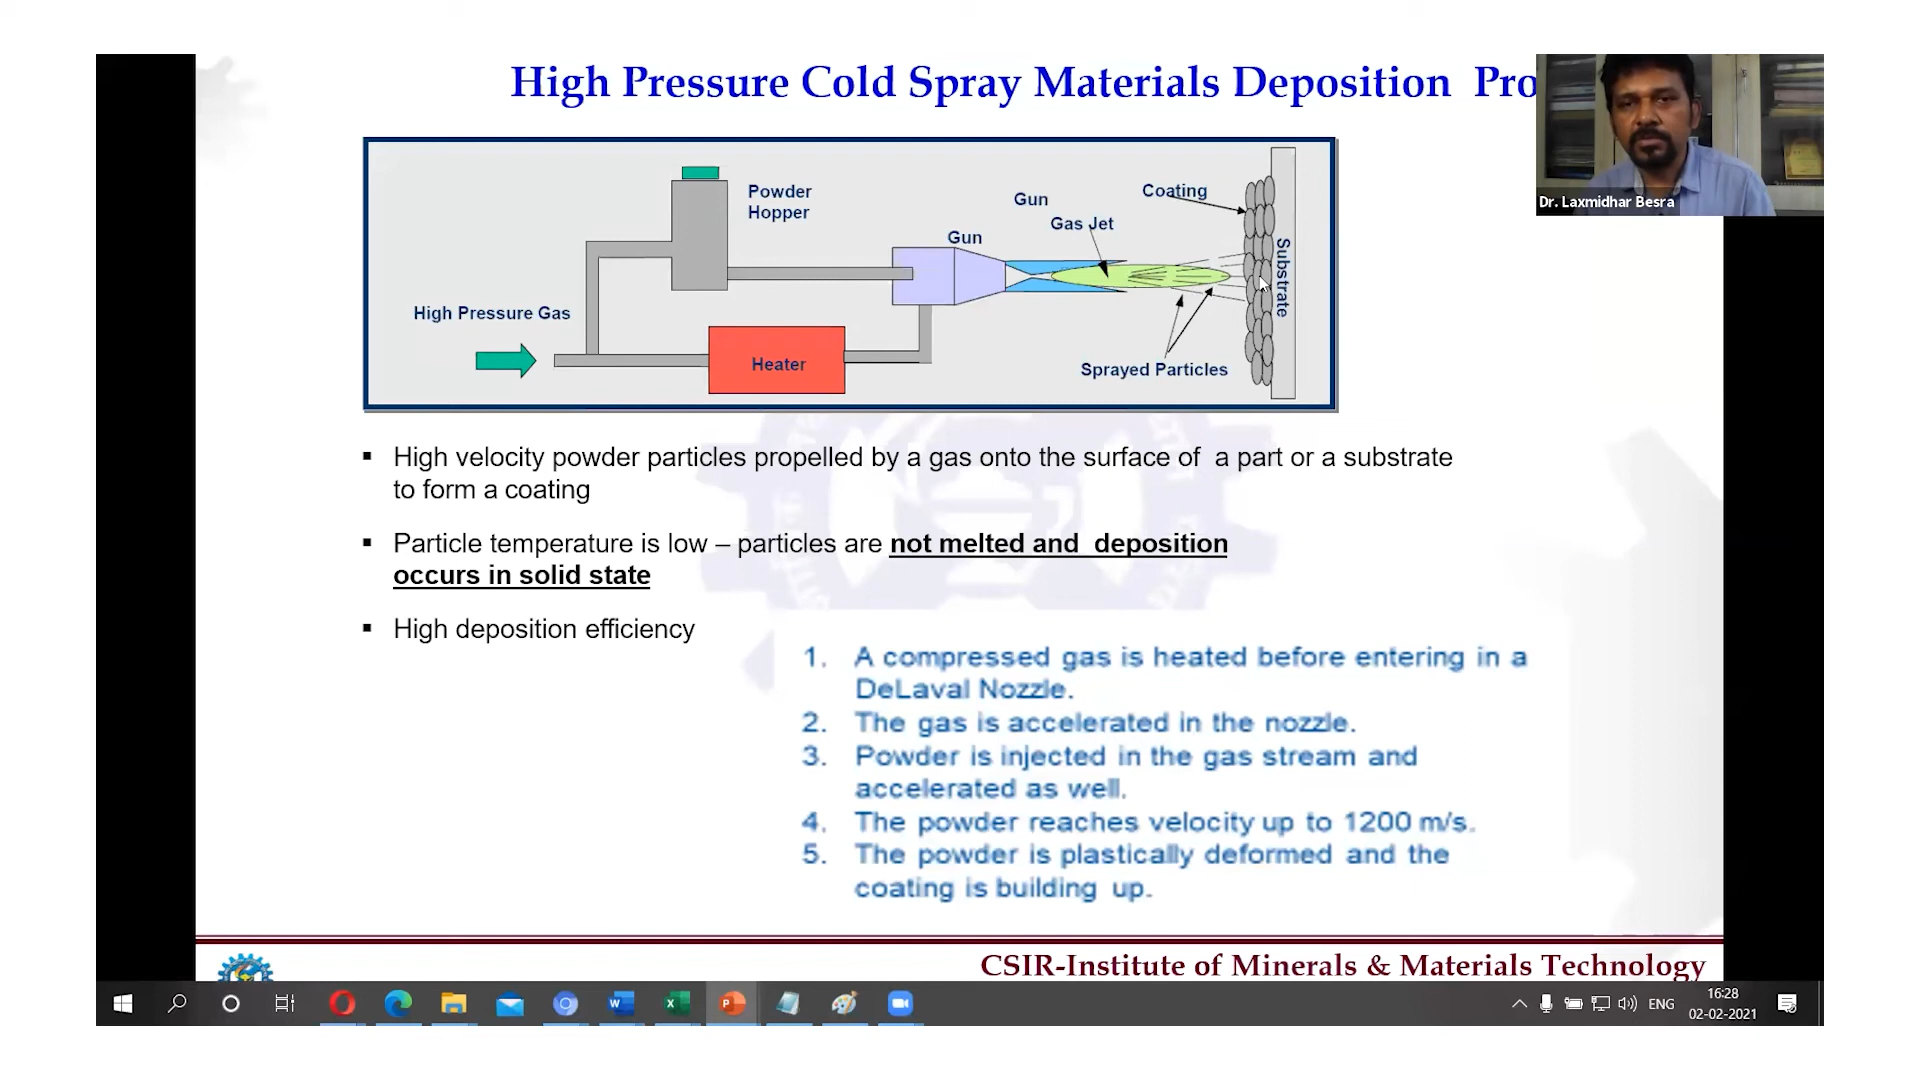 High Pressure Cold Spray Materials Deposition Pro
Dr. Laxmidhar Besra
Powder
Hopper
Gun
Gas Jet
Coating
Gun
Substrate
High Pressure Gas
Heater
Sprayed Particles
▪ High velocity powder particles propelled by a gas onto the surface of a part or a substrate
to form a coating
▪ Particle temperature is low – particles are not melted and deposition
occurs in solid state
▪ High deposition efficiency
1. A compressed gas is heated before entering in a
DeLaval Nozzle.
2. The gas is accelerated in the nozzle.
3. Powder is injected in the gas stream and
accelerated as well.
4. The powder reaches velocity up to 1200 m/s.
5. The powder is plastically deformed and the
coating is building up.
CSIR-Institute of Minerals & Materials Technology
ENG
16:28
02-02-2021